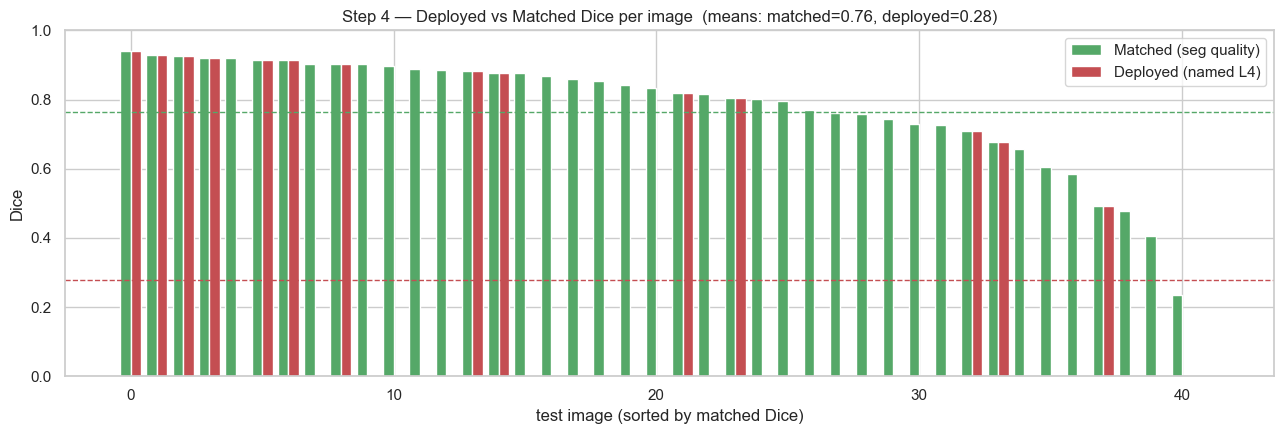 Step 4 — Deployed vs Matched Dice per image  (means: matched=0.76, deployed=0.28)
Matched (seg quality)
Deployed (named L4)
Dice
1.0
0.8
0.6
0.4
0.2
0.0
0
10
20
30
40
test image (sorted by matched Dice)